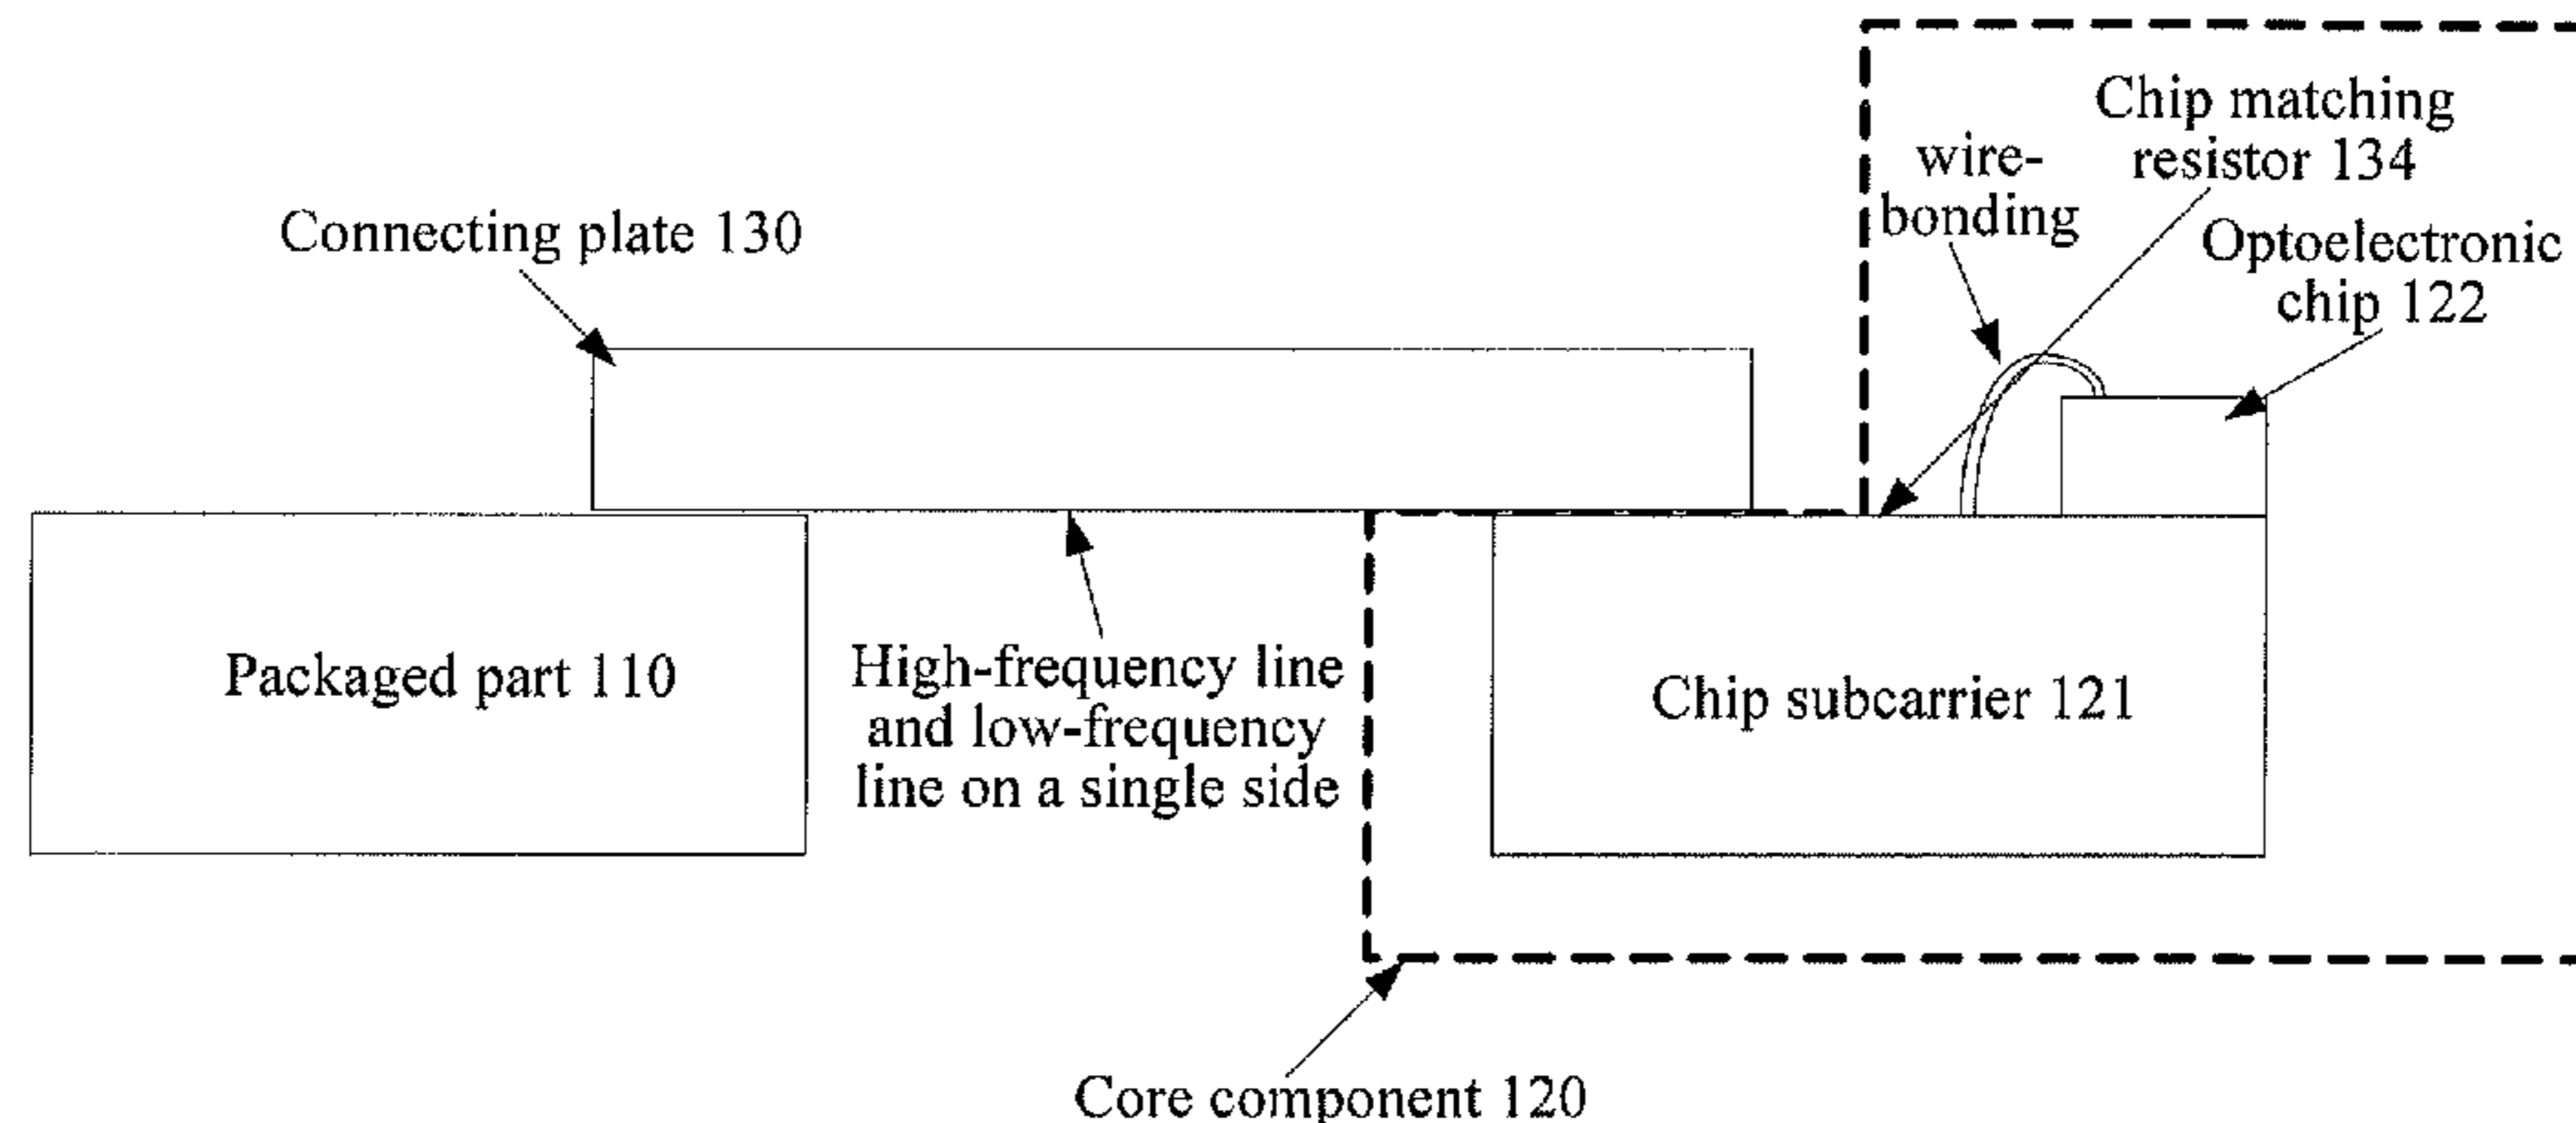 Chip matching
resistor 134
wire-
bonding
Optoelectronic
chip 122
Connecting plate 130
Packaged part 110
High-frequency line
and low-frequency
line on a single side
Chip subcarrier 121
Core component 120